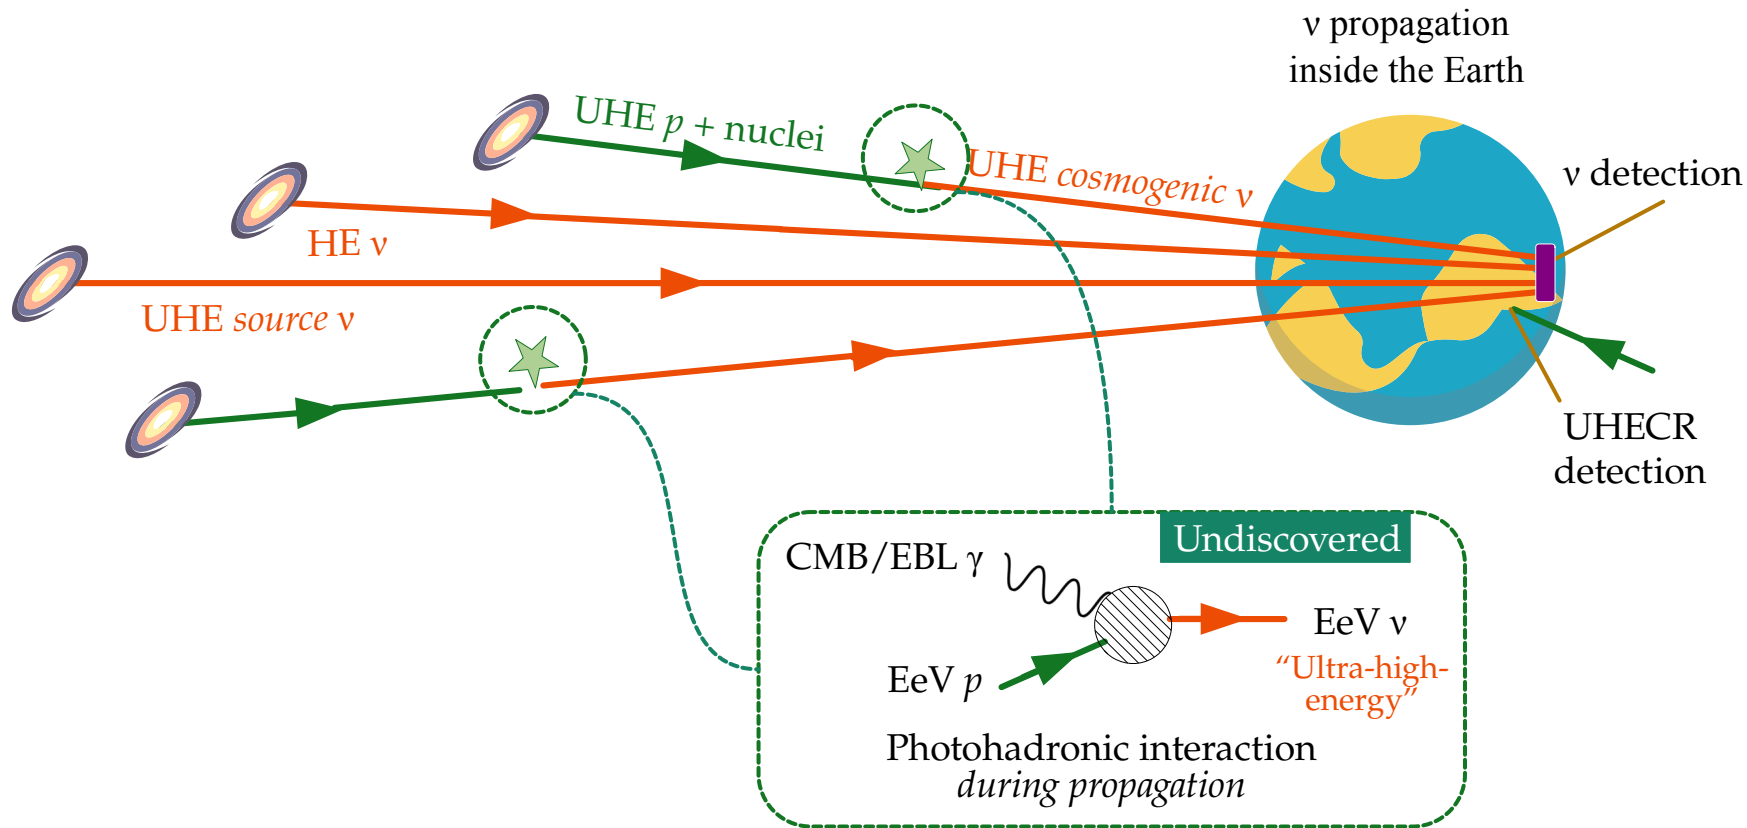 ν propagation
inside the Earth
UHE p + nuclei
UHE cosmogenic ν
ν detection
HE ν
UHE source ν
UHECR
detection
Undiscovered
CMB/EBL γ
EeV ν
“Ultra-high-
energy”
EeV p
Photohadronic interaction
during propagation